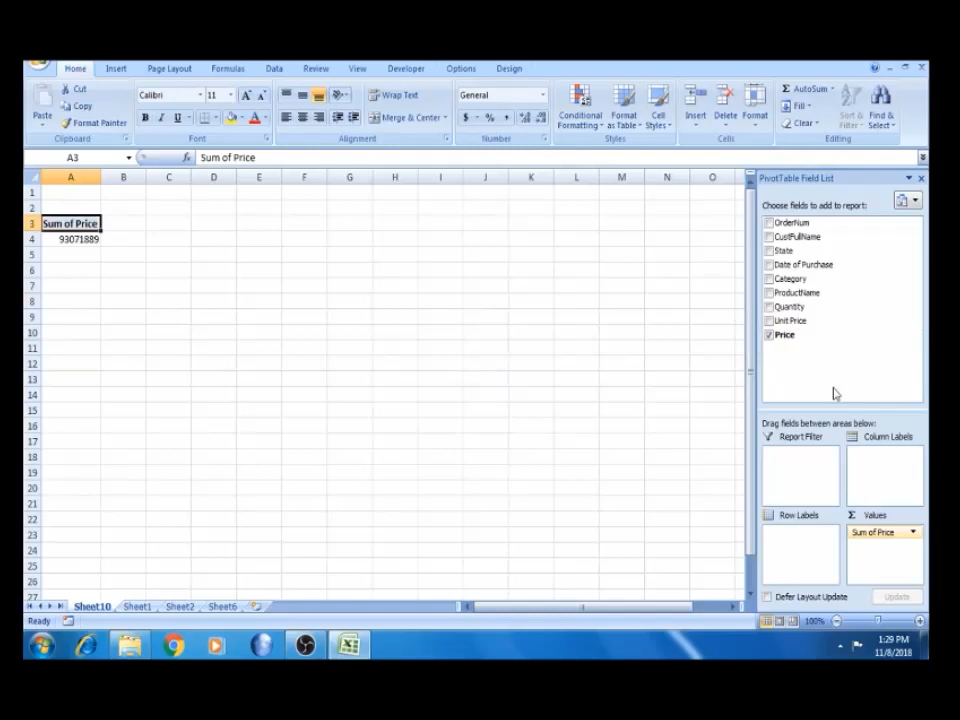 Home Insert Page Layout Formulas Data Review View Developer Options Design
Cut
Copy
Format Painter
Paste
Clipboard
Calibri 11
B I U
Font
Wrap Text
Merge & Center
Alignment
General
$ % ,
Number
Conditional Formatting
Format as Table
Cell Styles
Styles
Insert Delete Format
Cells
Σ AutoSum
Fill
Clear
Sort & Filter
Find & Select
Editing
A3 fx Sum of Price
A B C D E F G H I J K L M N O
1
2
3 Sum of Price
4 93071889
5
6
7
8
9
10
11
12
13
14
15
16
17
18
19
20
21
22
23
24
25
26
27
PivotTable Field List
Choose fields to add to report:
OrderNum
CustFullName
State
Date of Purchase
Category
ProductName
Quantity
Unit Price
Price
Drag fields between areas below:
Report Filter Column Labels
Row Labels Σ Values
Sum of Price
Defer Layout Update Update
Sheet10 Sheet1 Sheet2 Sheet6
Ready 100%
1:29 PM
11/8/2018